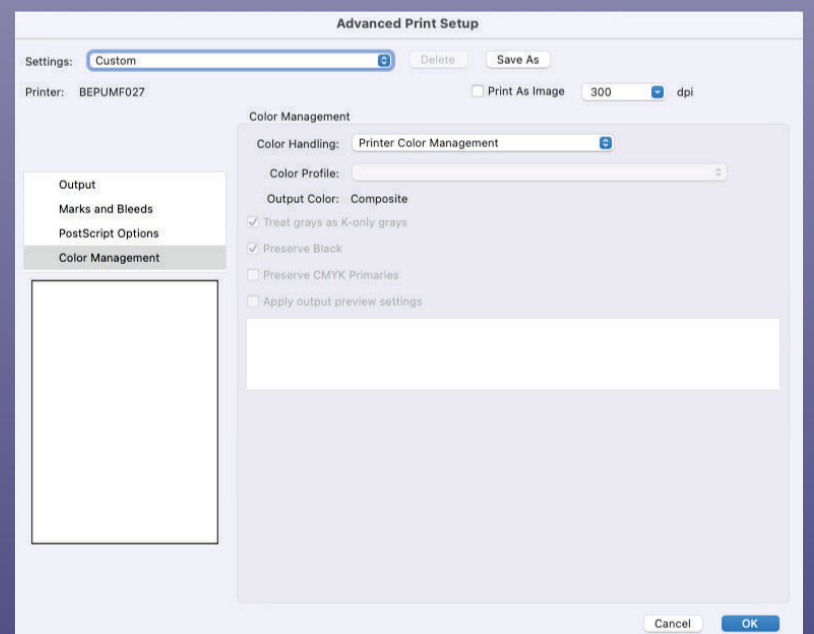 Advanced Print Setup
Settings: Custom Delete Save As
Printer: BEPUMF027 Print As Image 300 dpi
Color Management
Color Handling: Printer Color Management
Color Profile:
Output Color: Composite
Treat grays as K-only grays
Preserve Black
Preserve CMYK Primaries
Apply output preview settings
Output
Marks and Bleeds
PostScript Options
Color Management
Cancel OK